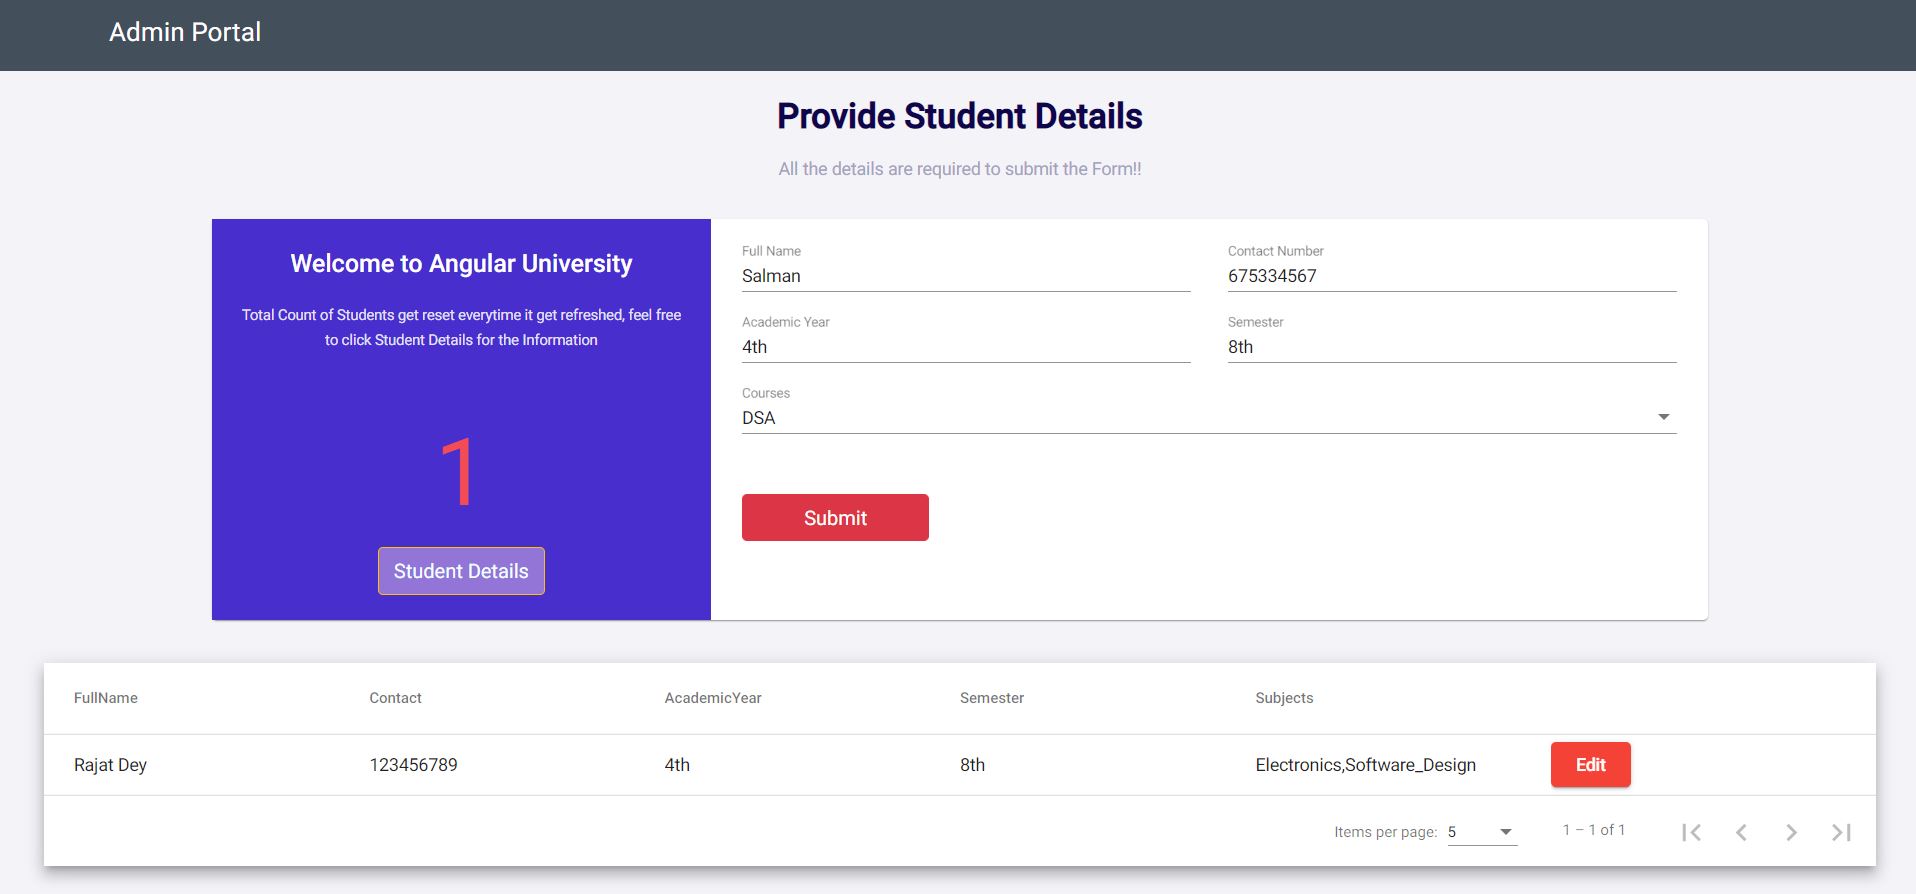 Admin Portal
Provide Student Details
All the details are required to submit the Form!!
Welcome to Angular University
Total Count of Students get reset everytime it get refreshed, feel free
to click Student Details for the Information
1
Student Details
Full Name
Salman
Contact Number
675334567
Academic Year
4th
Semester
8th
Courses
DSA
Submit
FullName Contact AcademicYear Semester Subjects
Rajat Dey 123456789 4th 8th Electronics,Software_Design Edit
Items per page: 5 1 – 1 of 1